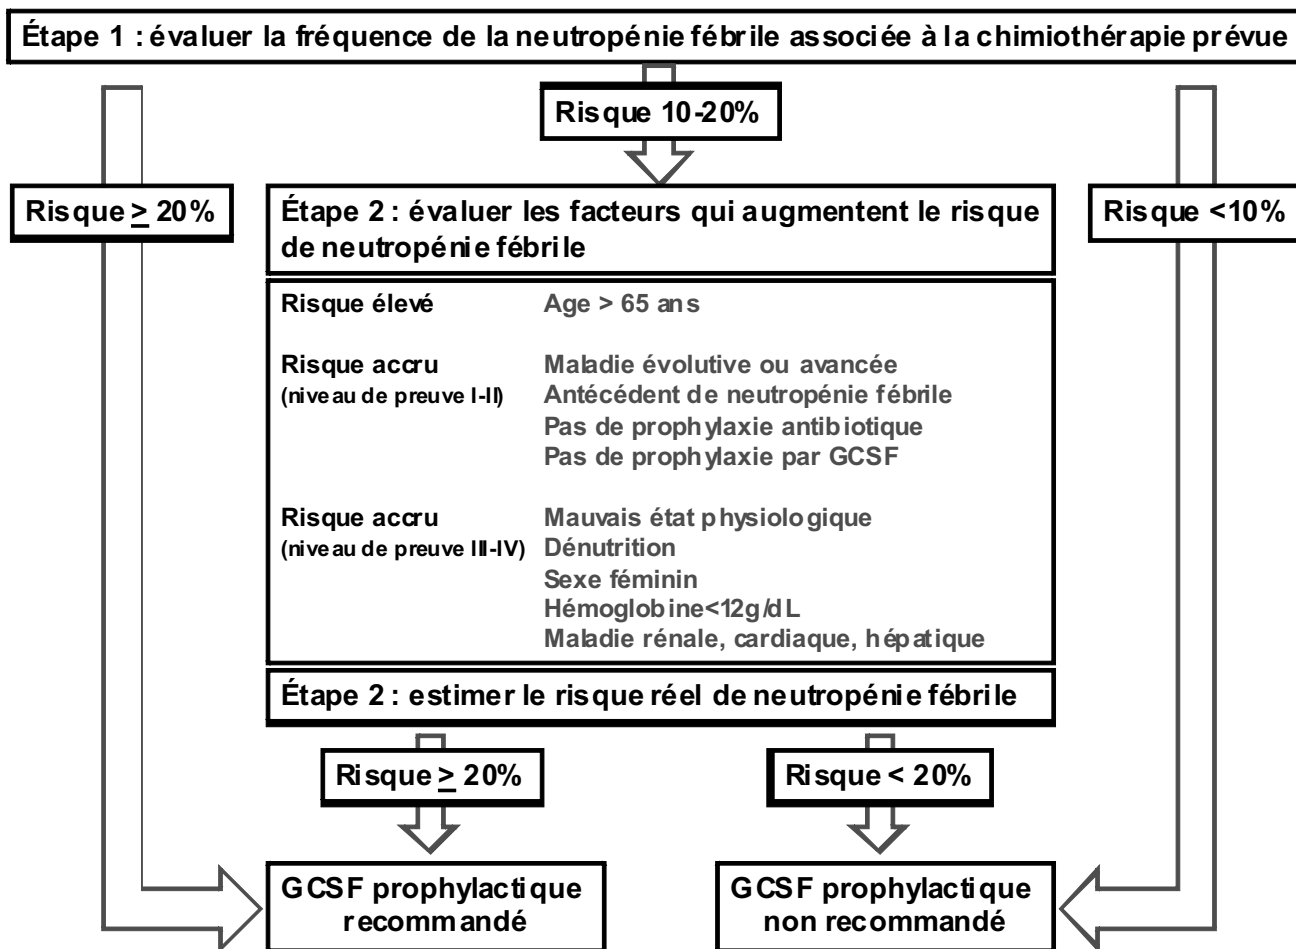 Étape 1 : évaluer la fréquence de la neutropénie fébrile associée à la chimiothérapie prévue
Risque 10-20%
Risque ≥ 20%
Étape 2 : évaluer les facteurs qui augmentent le risque
de neutropénie fébrile
Risque <10%
Risque élevé Age > 65 ans
Risque accru Maladie évolutive ou avancée
(niveau de preuve I-II) Antécédent de neutropénie fébrile
Pas de prophylaxie antibiotique
Pas de prophylaxie par GCSF
Risque accru Mauvais état physiologique
(niveau de preuve III-IV) Dénutrition
Sexe féminin
Hémoglobine<12g/dL
Maladie rénale, cardiaque, hépatique
Étape 2 : estimer le risque réel de neutropénie fébrile
Risque ≥ 20%
Risque < 20%
GCSF prophylactique
recommandé
GCSF prophylactique
non recommandé